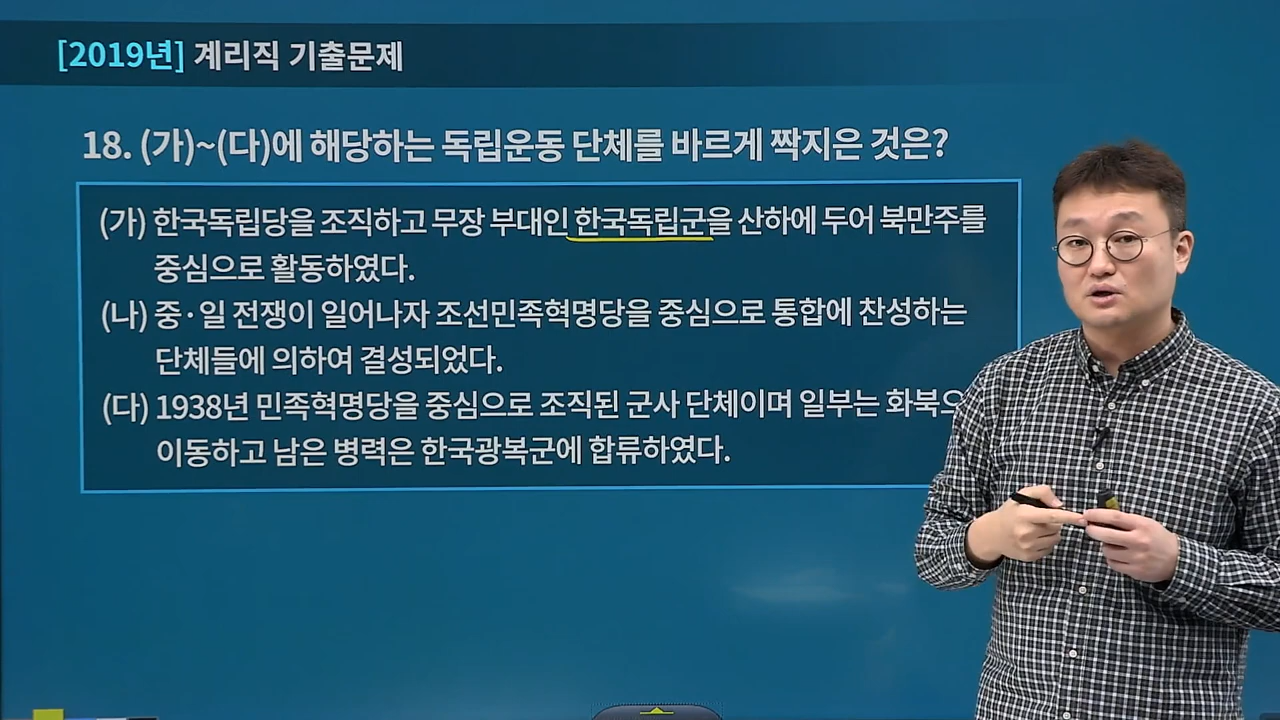 [2019년] 계리직 기출문제
18. (가)~(다)에 해당하는 독립운동 단체를 바르게 짝지은 것은?
(가) 한국독립당을 조직하고 무장 부대인 한국독립군을 산하에 두어 북만주를
중심으로 활동하였다.
(나) 중·일 전쟁이 일어나자 조선민족혁명당을 중심으로 통합에 찬성하는
단체들에 의하여 결성되었다.
(다) 1938년 민족혁명당을 중심으로 조직된 군사 단체이며 일부는
이동하고 남은 병력은 한국광복군에 합류하였다.